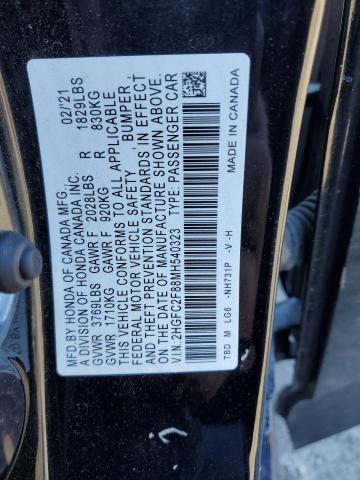 MFD.BY HONDA OF CANADA MFG., 02/'21
A DIVISION OF HONDA CANADA INC.
GVWR 3769LBS GAWR F 2028LBS R 1829LBS
GVWR 1710KG GAWR F 920KG R 830KG
THIS VEHICLE CONFORMS TO ALL APPLICABLE
FEDERAL MOTOR VEHICLE SAFETY, BUMPER,
AND THEFT PREVENTION STANDARDS IN EFFECT
ON THE DATE OF MANUFACTURE SHOWN ABOVE.
V.I.N: 2HGFC2F88MH540323 TYPE: PASSENGER CAR
TBD M LG6 -NH731P -V-H MADE IN CANADA